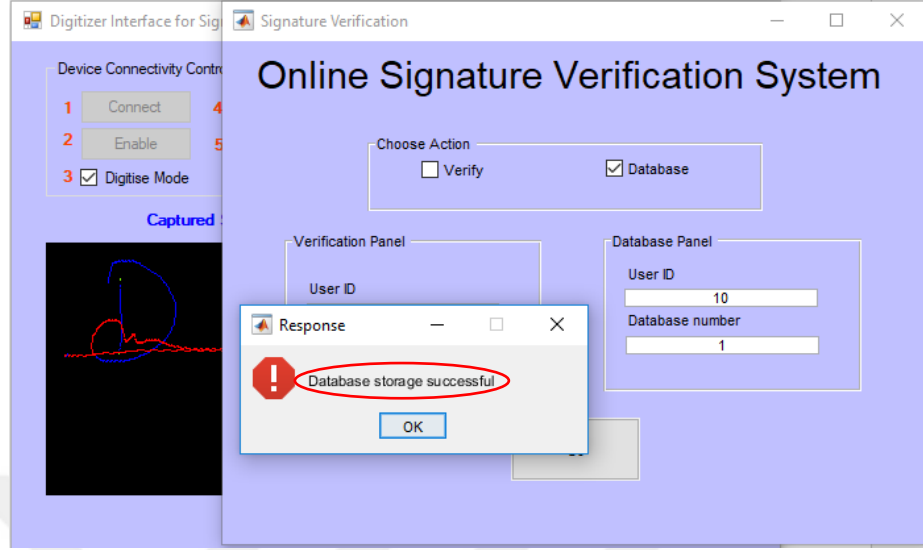 Digitizer Interface for Sig
Signature Verification
Device Connectivity Contro
1 Connect 4
2 Enable 5
3 Digitise Mode
Captured S
Online Signature Verification System
Choose Action
Verify
Database
Verification Panel
User ID
Database Panel
User ID
10
Database number
1
Response
Database storage successful
OK